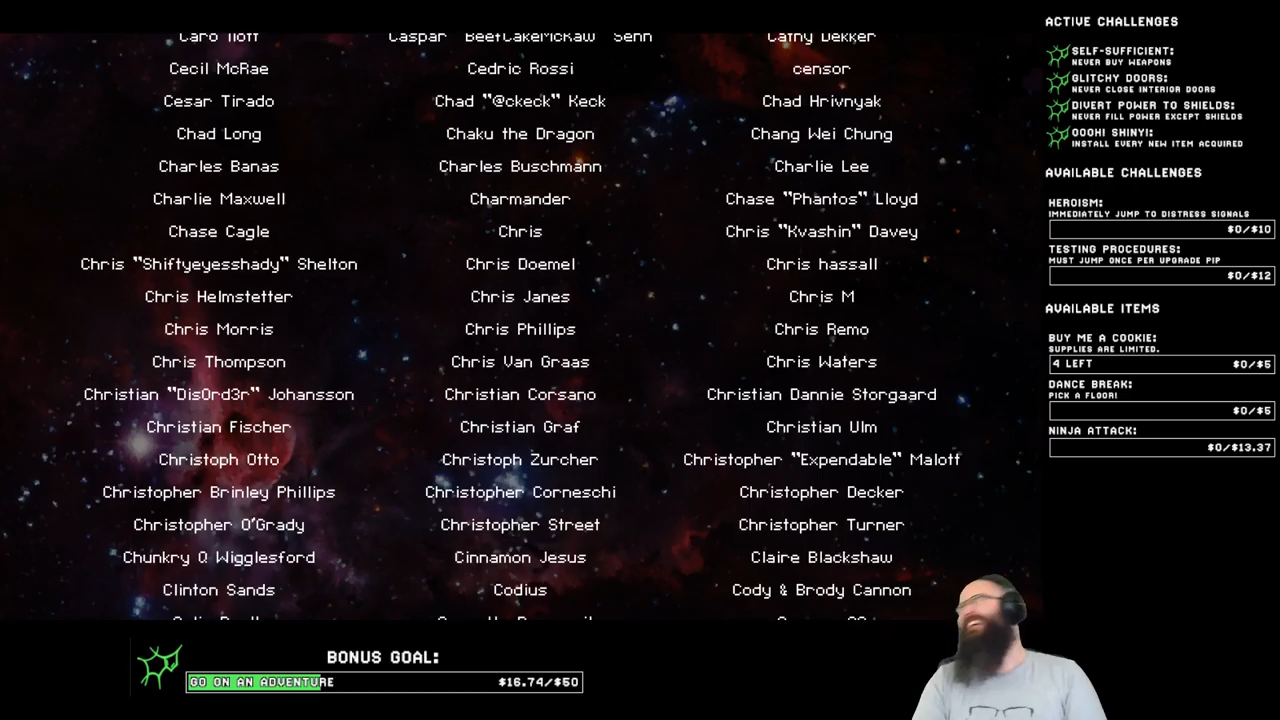 Caro Hoff Caspar "BeefCakeMcRaw" Senn Cathy Dekker
Cecil McRae Cedric Rossi censor
Cesar Tirado Chad "@ckeck" Keck Chad Hrivnyak
Chad Long Chaku the Dragon Chang Wei Chung
Charles Banas Charles Buschmann Charlie Lee
Charlie Maxwell Charmander Chase "Phantos" Lloyd
Chase Cagle Chris Chris "Kvashin" Davey
Chris "Shiftyeyesshady" Shelton Chris Doemel Chris hassall
Chris Helmstetter Chris Janes Chris M
Chris Morris Chris Phillips Chris Remo
Chris Thompson Chris Van Graas Chris Waters
Christian "Dis0rd3r" Johansson Christian Corsano Christian Dannie Storgaard
Christian Fischer Christian Graf Christian Ulm
Christoph Otto Christoph Zurcher Christopher "Expendable" Malott
Christopher Brinley Phillips Christopher Corneschi Christopher Decker
Christopher O'Grady Christopher Street Christopher Turner
Chunkry Q Wigglesford Cinnamon Jesus Claire Blackshaw
Clinton Sands Codius Cody & Brody Cannon
ACTIVE CHALLENGES
SELF-SUFFICIENT:
NEVER BUY WEAPONS
GLITCHY DOORS:
NEVER CLOSE INTERIOR DOORS
DIVERT POWER TO SHIELDS:
NEVER FILL POWER EXCEPT SHIELDS
OOOH! SHINY!:
INSTALL EVERY NEW ITEM ACQUIRED
AVAILABLE CHALLENGES
HEROISM:
IMMEDIATELY JUMP TO DISTRESS SIGNALS
$0/$10
TESTING PROCEDURES:
MUST JUMP ONCE PER UPGRADE PIP
$0/$12
AVAILABLE ITEMS
BUY ME A COOKIE:
SUPPLIES ARE LIMITED.
4 LEFT $0/$5
DANCE BREAK:
PICK A FLOOR!
$0/$5
NINJA ATTACK:
$0/$13.37
BONUS GOAL:
GO ON AN ADVENTURE $16.74/$50